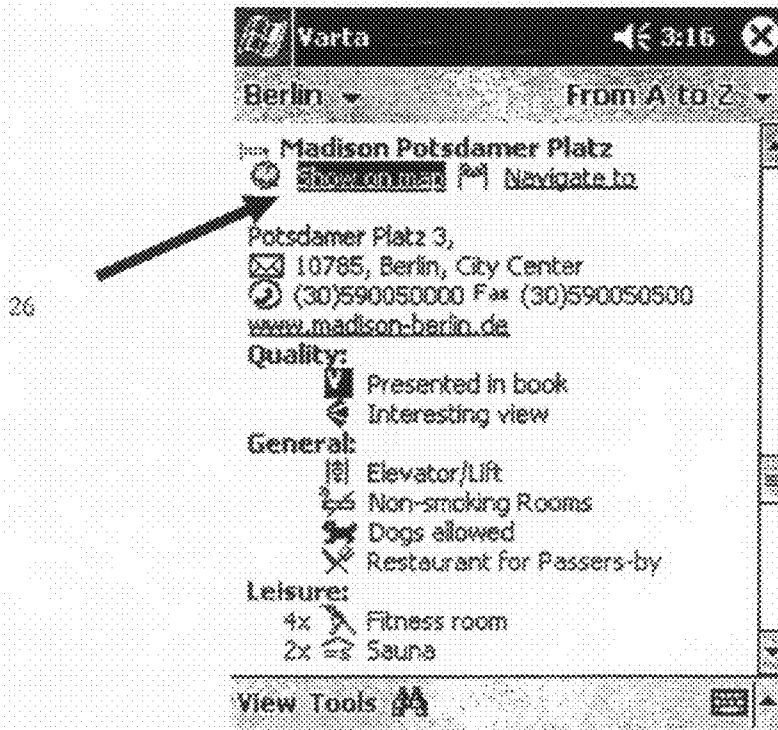 Varta 3:16
Berlin From A to Z
Madison Potsdamer Platz
Show on map Navigate to
Potsdamer Platz 3,
10785, Berlin, City Center
(30)590050000 Fax (30)590050500
www.madison-berlin.de
Quality:
Presented in book
Interesting view
General:
Elevator/Lift
Non-smoking Rooms
Dogs allowed
Restaurant for Passers-by
Leisure:
4x Fitness room
2x Sauna
View Tools
26